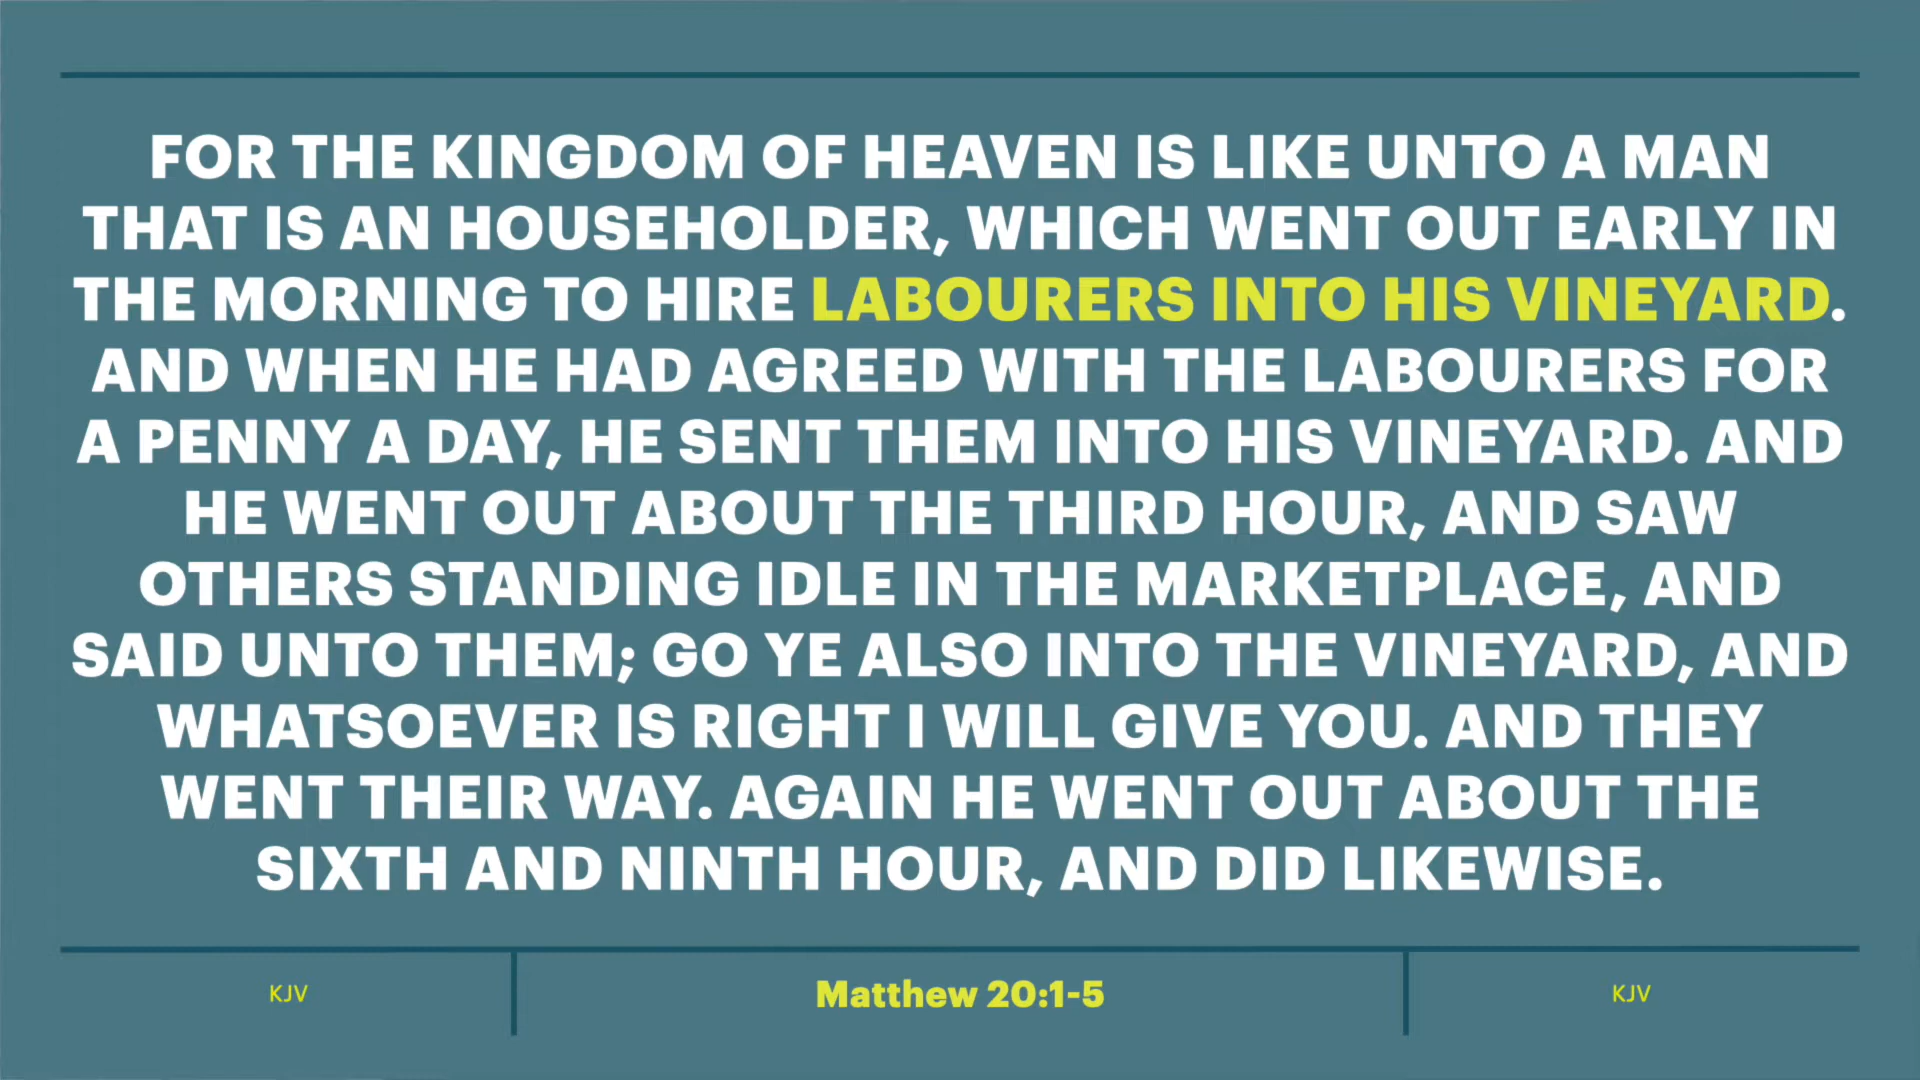 FOR THE KINGDOM OF HEAVEN IS LIKE UNTO A MAN
THAT IS AN HOUSEHOLDER, WHICH WENT OUT EARLY IN
THE MORNING TO HIRE LABOURERS INTO HIS VINEYARD.
AND WHEN HE HAD AGREED WITH THE LABOURERS FOR
A PENNY A DAY, HE SENT THEM INTO HIS VINEYARD. AND
HE WENT OUT ABOUT THE THIRD HOUR, AND SAW
OTHERS STANDING IDLE IN THE MARKETPLACE, AND
SAID UNTO THEM; GO YE ALSO INTO THE VINEYARD, AND
WHATSOEVER IS RIGHT I WILL GIVE YOU. AND THEY
WENT THEIR WAY. AGAIN HE WENT OUT ABOUT THE
SIXTH AND NINTH HOUR, AND DID LIKEWISE.
KJV
Matthew 20:1-5
KJV